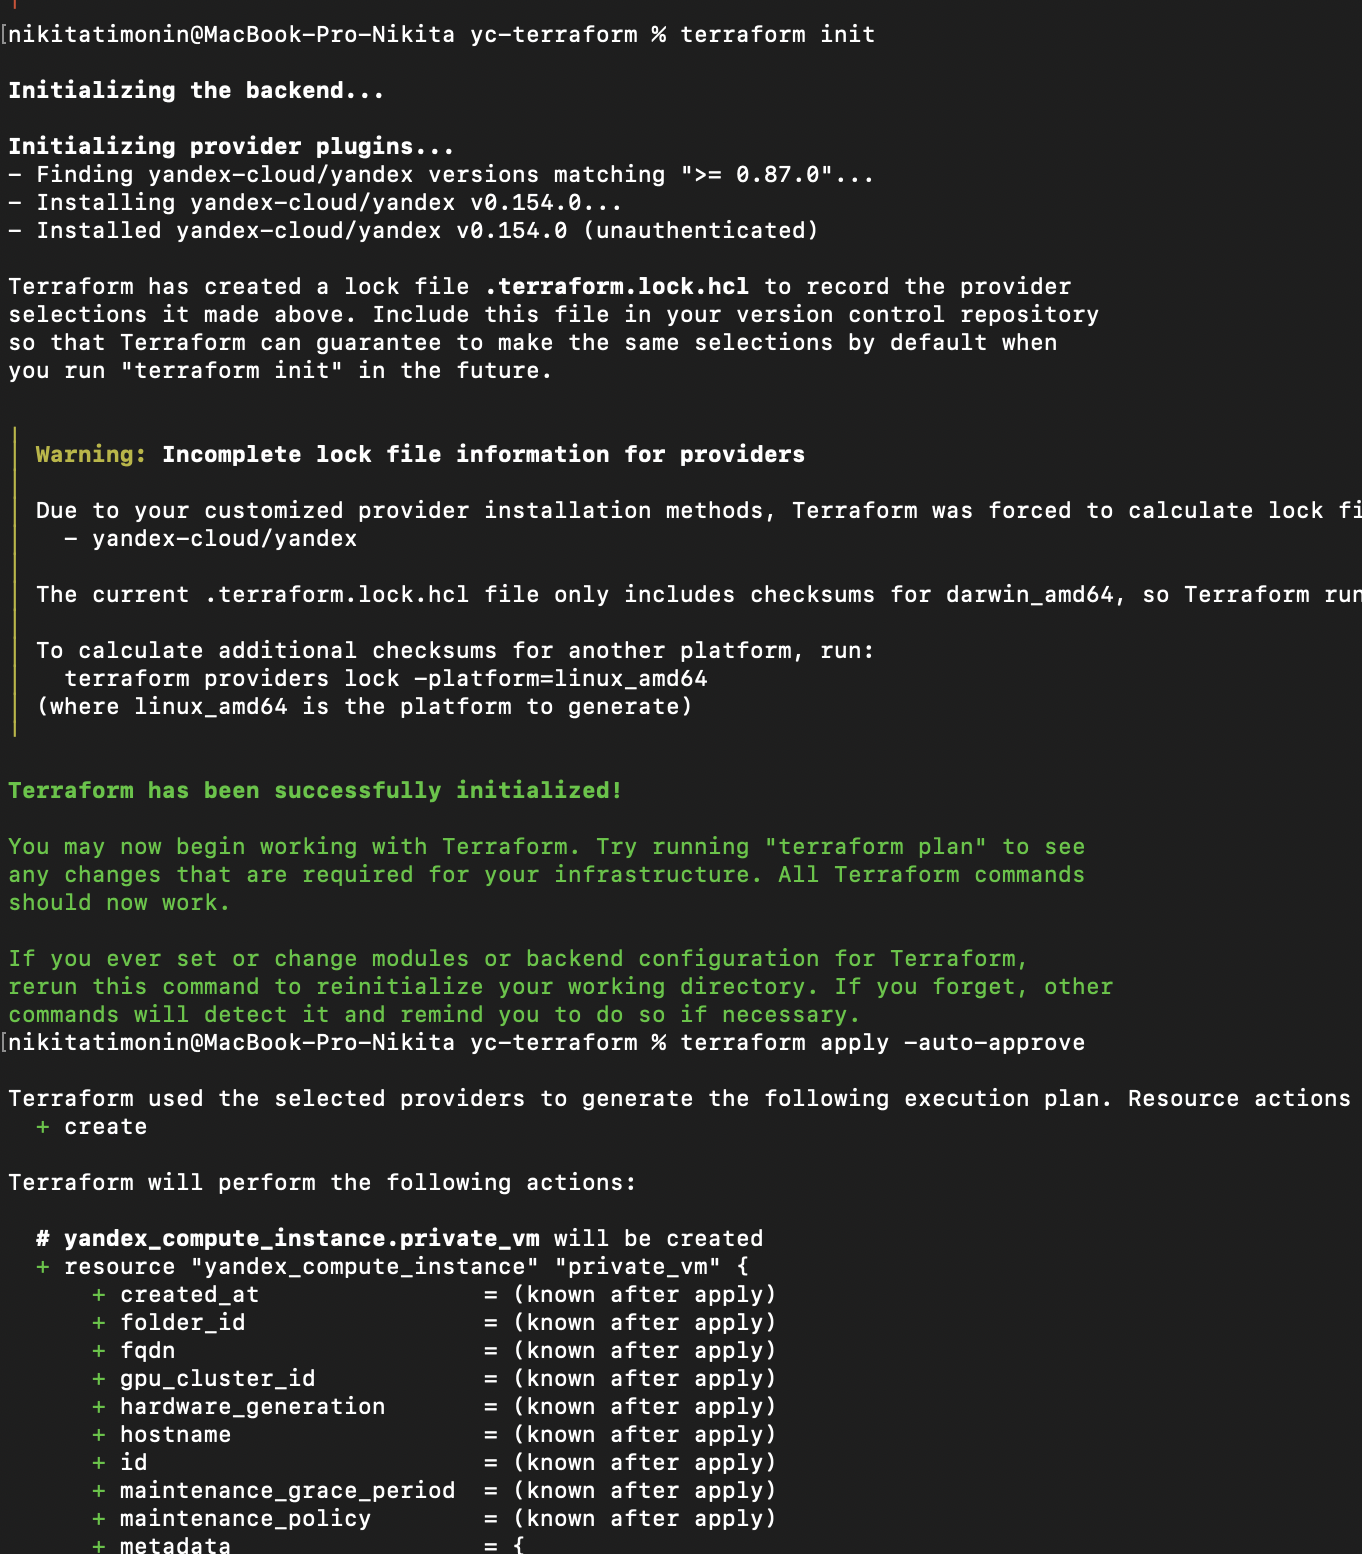 [nikitatimonin@MacBook-Pro-Nikita yc-terraform % terraform init
Initializing the backend...
Initializing provider plugins...
- Finding yandex-cloud/yandex versions matching ">= 0.87.0"...
- Installing yandex-cloud/yandex v0.154.0...
- Installed yandex-cloud/yandex v0.154.0 (unauthenticated)
Terraform has created a lock file .terraform.lock.hcl to record the provider
selections it made above. Include this file in your version control repository
so that Terraform can guarantee to make the same selections by default when
you run "terraform init" in the future.
Warning: Incomplete lock file information for providers
Due to your customized provider installation methods, Terraform was forced to calculate lock fi
- yandex-cloud/yandex
The current .terraform.lock.hcl file only includes checksums for darwin_amd64, so Terraform run
To calculate additional checksums for another platform, run:
terraform providers lock -platform=linux_amd64
(where linux_amd64 is the platform to generate)
Terraform has been successfully initialized!
You may now begin working with Terraform. Try running "terraform plan" to see
any changes that are required for your infrastructure. All Terraform commands
should now work.
If you ever set or change modules or backend configuration for Terraform,
rerun this command to reinitialize your working directory. If you forget, other
commands will detect it and remind you to do so if necessary.
[nikitatimonin@MacBook-Pro-Nikita yc-terraform % terraform apply -auto-approve
Terraform used the selected providers to generate the following execution plan. Resource actions
+ create
Terraform will perform the following actions:
# yandex_compute_instance.private_vm will be created
+ resource "yandex_compute_instance" "private_vm" {
+ created_at = (known after apply)
+ folder_id = (known after apply)
+ fqdn = (known after apply)
+ gpu_cluster_id = (known after apply)
+ hardware_generation = (known after apply)
+ hostname = (known after apply)
+ id = (known after apply)
+ maintenance_grace_period = (known after apply)
+ maintenance_policy = (known after apply)
+ metadata = {